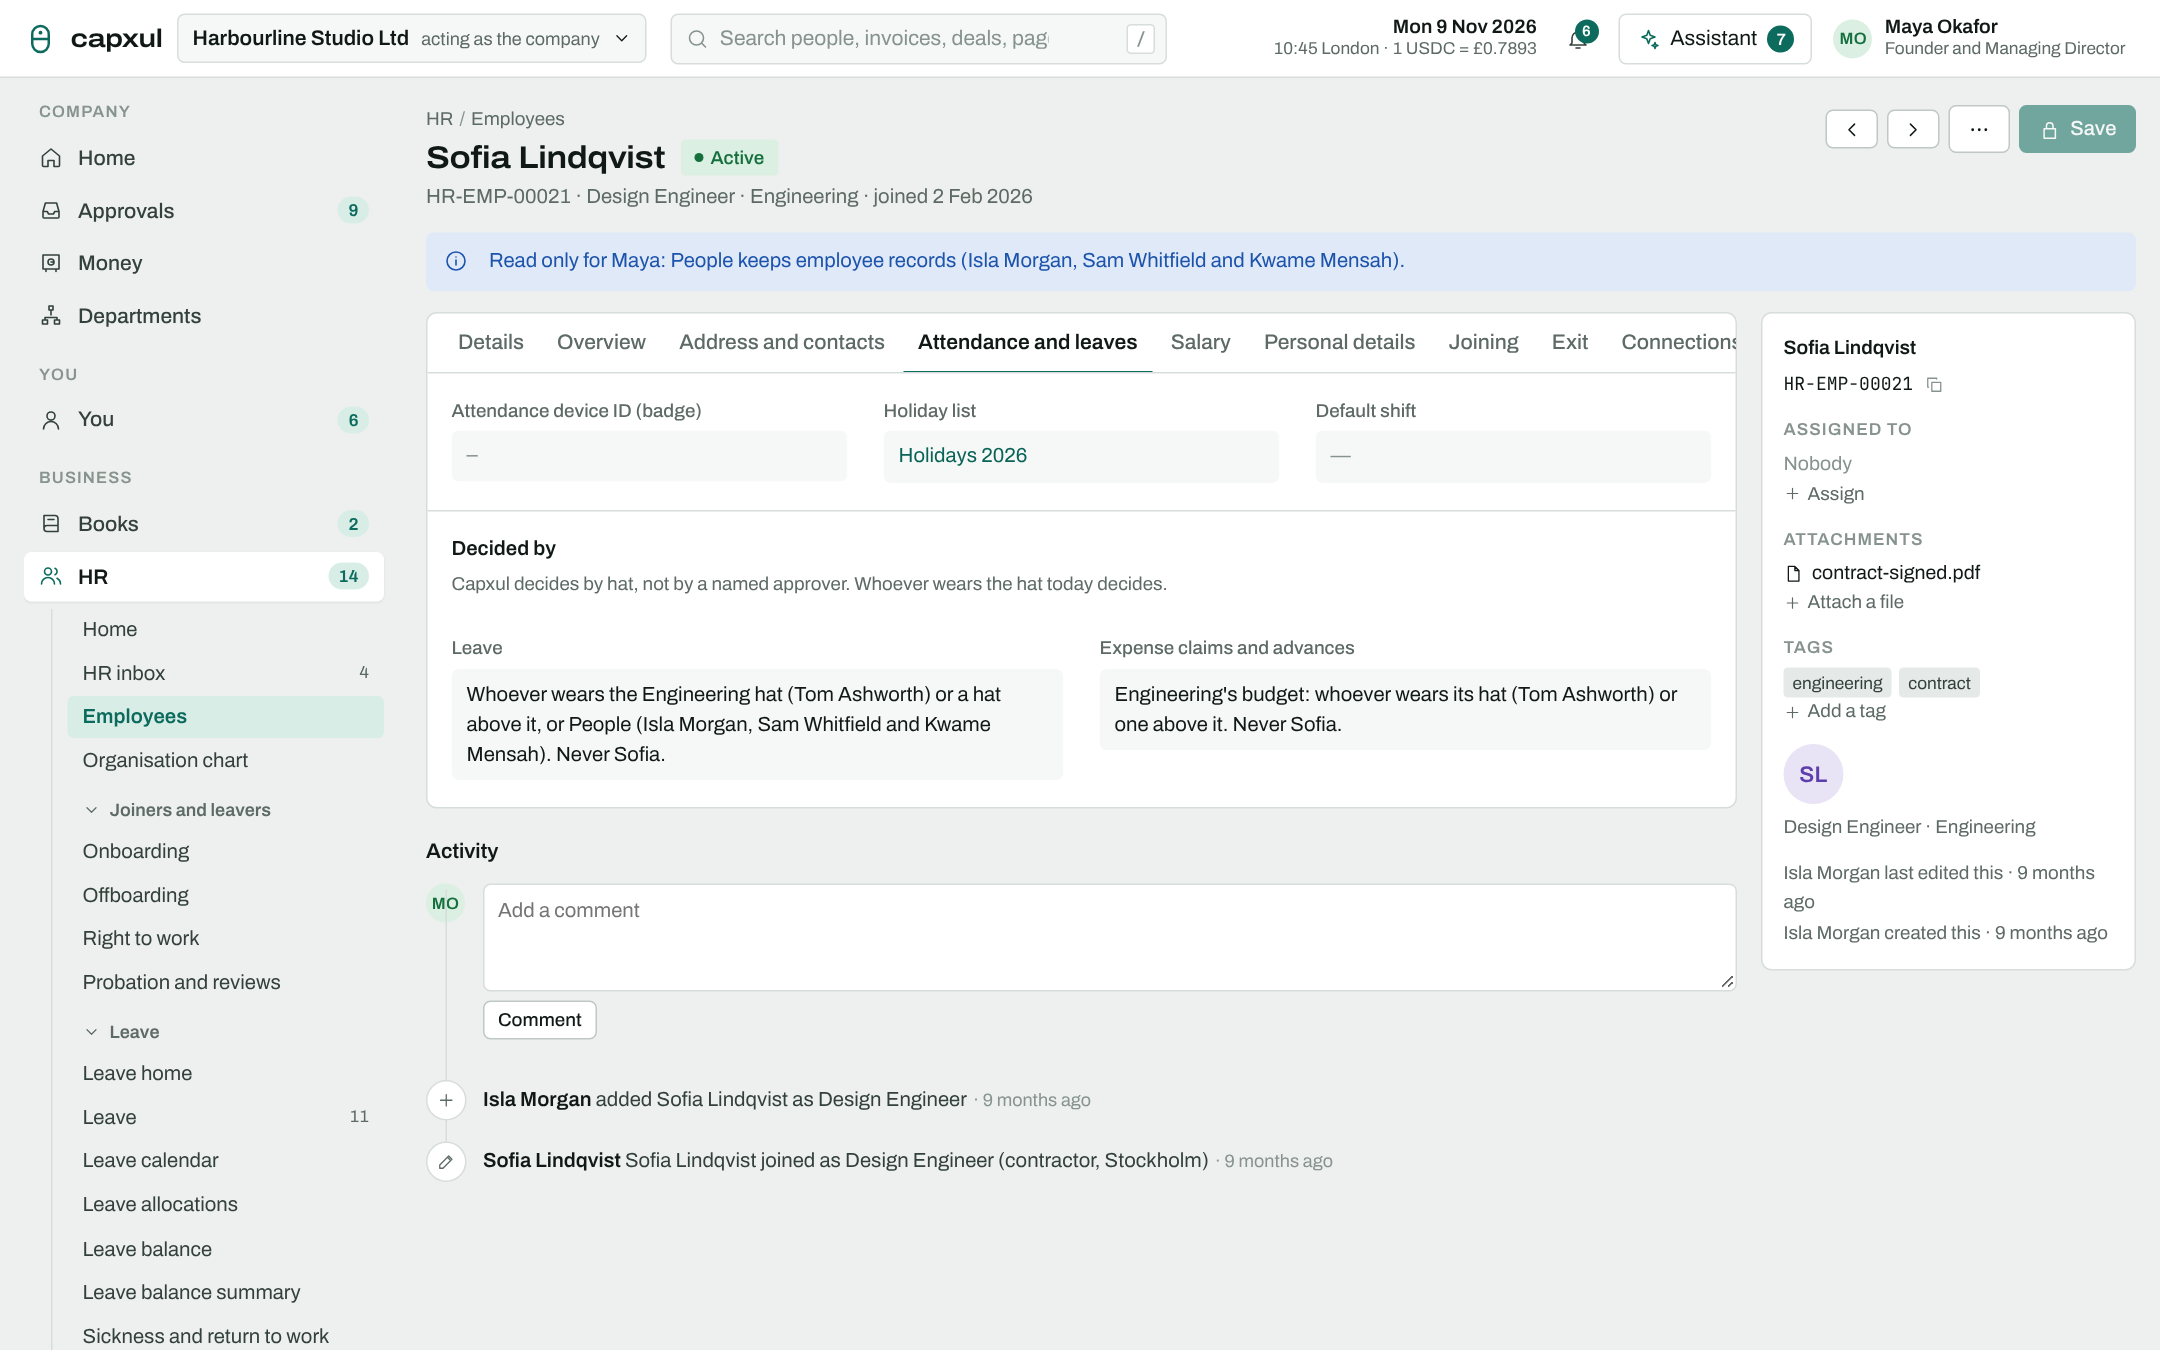 capxul
Harbourline Studio Ltd acting as the company
Search people, invoices, deals, pag
/
Mon 9 Nov 2026
10:45 London · 1 USDC = £0.7893
6
Assistant 7
MO
Maya Okafor
Founder and Managing Director
COMPANY
Home
Approvals 9
Money
Departments
YOU
You 6
BUSINESS
Books 2
HR 14
Home
HR inbox 4
Employees
Organisation chart
Joiners and leavers
Onboarding
Offboarding
Right to work
Probation and reviews
Leave
Leave home
Leave 11
Leave calendar
Leave allocations
Leave balance
Leave balance summary
Sickness and return to work
HR / Employees
Sofia Lindqvist Active
HR-EMP-00021 · Design Engineer · Engineering · joined 2 Feb 2026
... Save
Read only for Maya: People keeps employee records (Isla Morgan, Sam Whitfield and Kwame Mensah).
Details Overview Address and contacts Attendance and leaves Salary Personal details Joining Exit Connections
Attendance device ID (badge) Holiday list Default shift
– Holidays 2026 —
Decided by
Capxul decides by hat, not by a named approver. Whoever wears the hat today decides.
Leave
Whoever wears the Engineering hat (Tom Ashworth) or a hat
above it, or People (Isla Morgan, Sam Whitfield and Kwame
Mensah). Never Sofia.
Expense claims and advances
Engineering's budget: whoever wears its hat (Tom Ashworth) or
one above it. Never Sofia.
Activity
MO
Add a comment
Comment
Isla Morgan added Sofia Lindqvist as Design Engineer · 9 months ago
Sofia Lindqvist Sofia Lindqvist joined as Design Engineer (contractor, Stockholm) · 9 months ago
Sofia Lindqvist
HR-EMP-00021
ASSIGNED TO
Nobody
+ Assign
ATTACHMENTS
contract-signed.pdf
+ Attach a file
TAGS
engineering contract
+ Add a tag
SL
Design Engineer · Engineering
Isla Morgan last edited this · 9 months
ago
Isla Morgan created this · 9 months ago